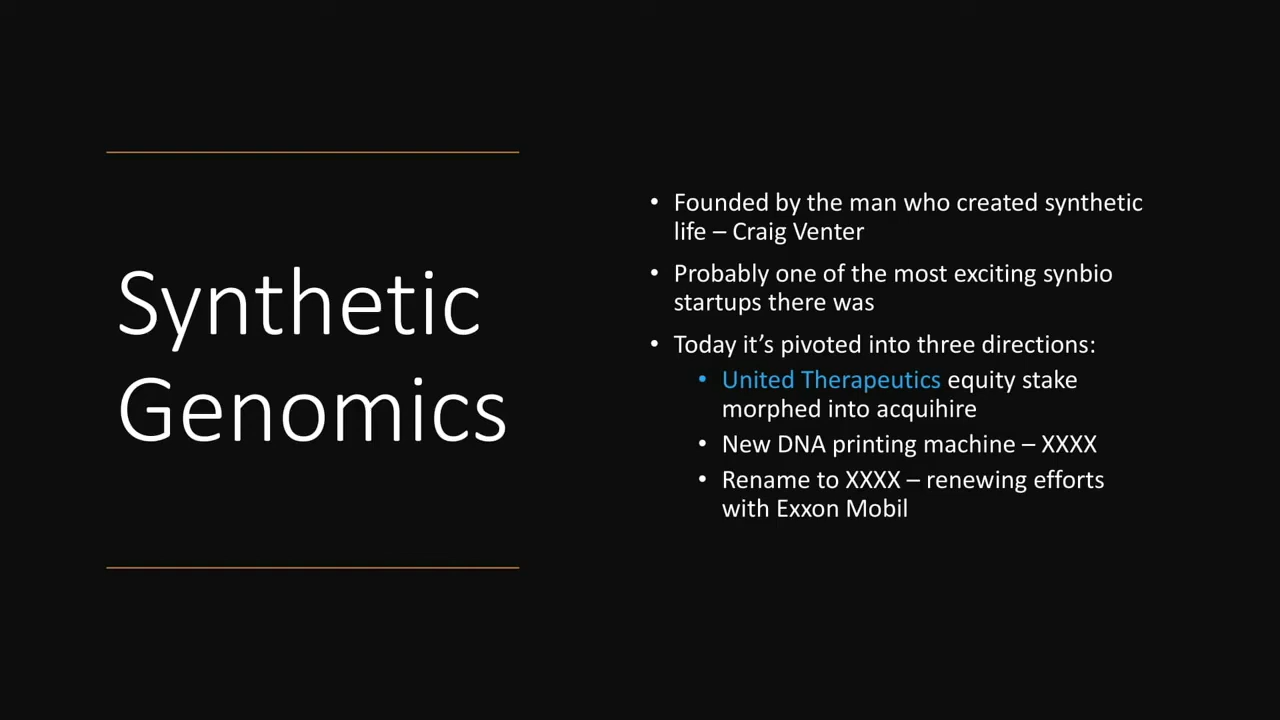 Synthetic
Genomics
• Founded by the man who created synthetic
life – Craig Venter
• Probably one of the most exciting synbio
startups there was
• Today it’s pivoted into three directions:
• United Therapeutics equity stake
morphed into acquihire
• New DNA printing machine – XXXX
• Rename to XXXX – renewing efforts
with Exxon Mobil